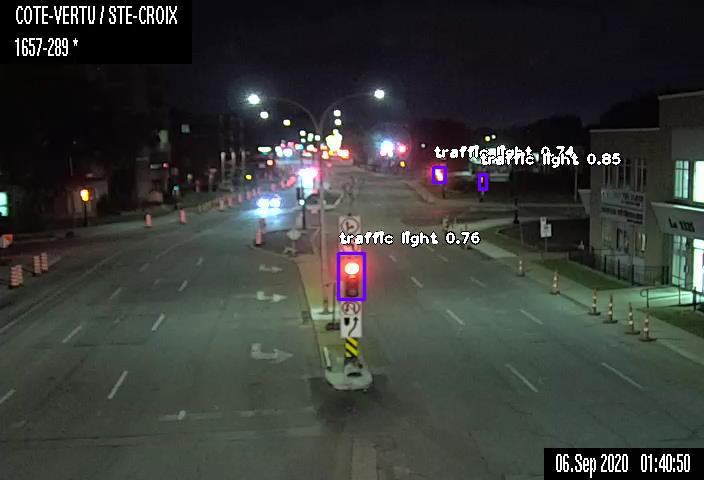 COTE-VERTU / STE-CROIX
1657-289 *
traffic light 0.74
traffic light 0.85
traffic light 0.76
06.Sep 2020 01:40:50